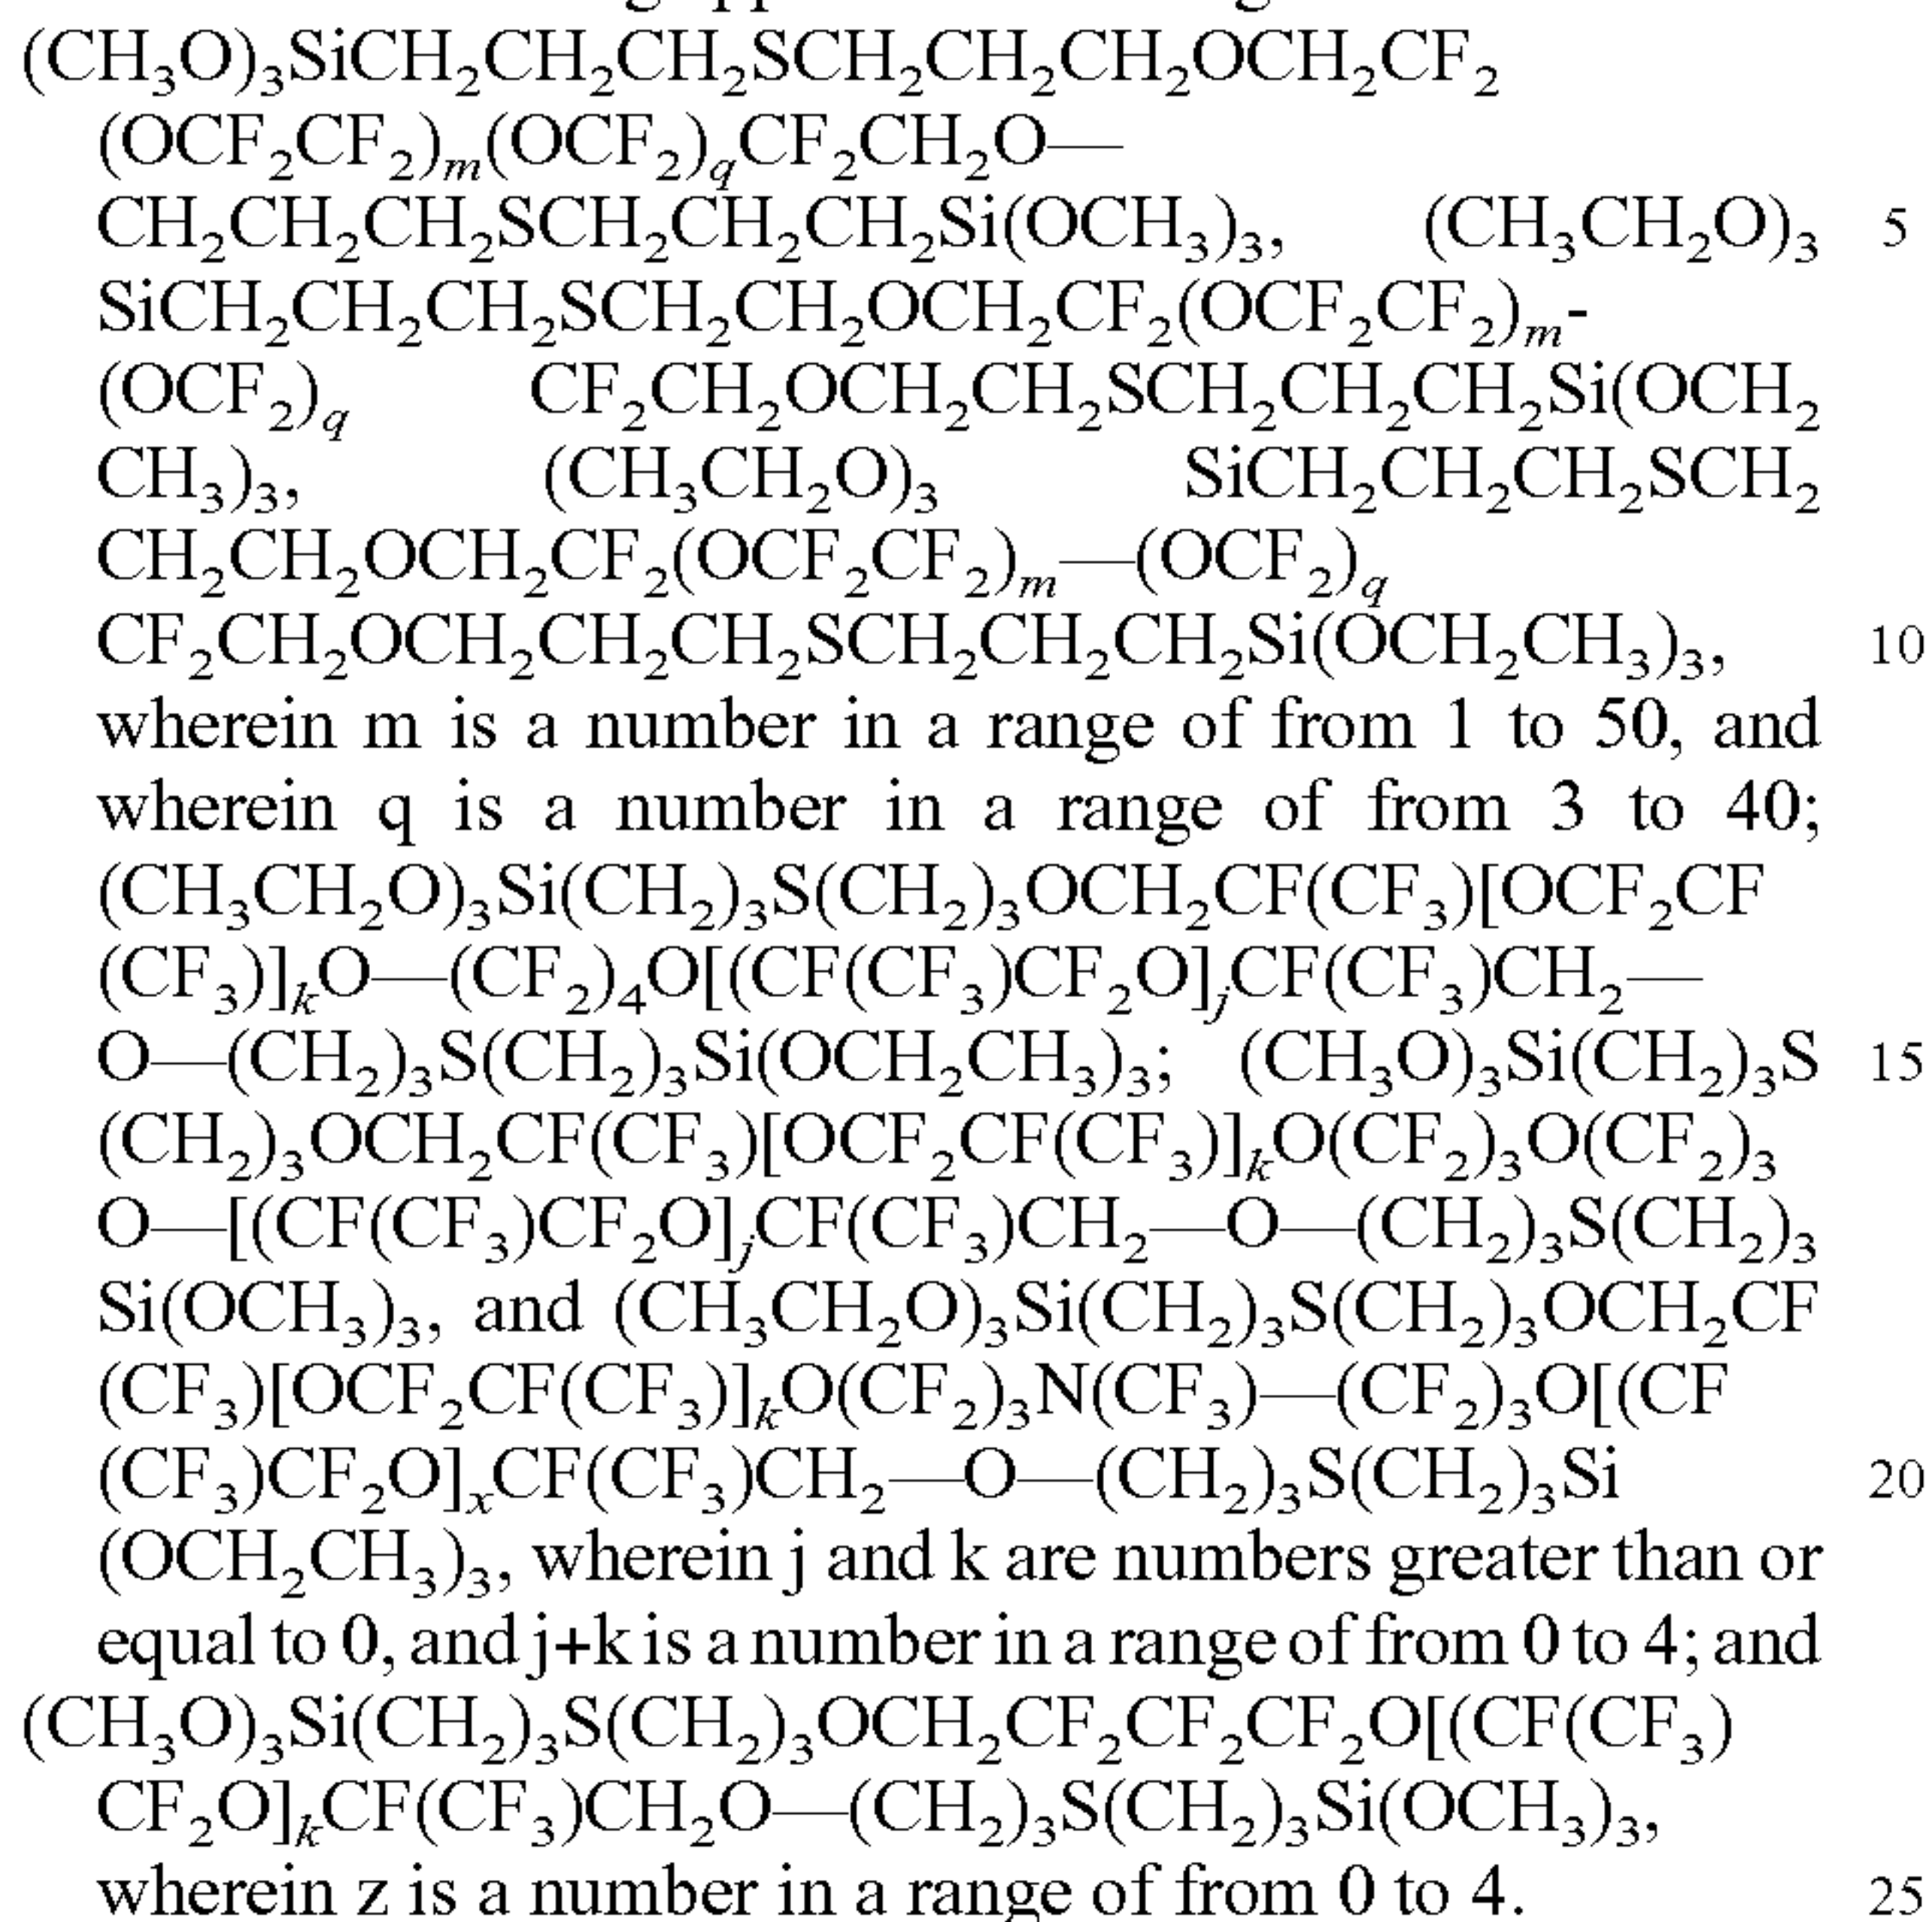 (CH₃O)₃SiCH₂CH₂CH₂SCH₂CH₂CH₂OCH₂CF₂
(OCF₂CF₂)ₘ(OCF₂)_qCF₂CH₂O—
CH₂CH₂CH₂SCH₂CH₂CH₂Si(OCH₃)₃, (CH₃CH₂O)₃ 5
SiCH₂CH₂CH₂SCH₂CH₂OCH₂CF₂(OCF₂CF₂)ₘ-
(OCF₂)_q CF₂CH₂OCH₂CH₂SCH₂CH₂CH₂Si(OCH₂
CH₃)₃, (CH₃CH₂O)₃ SiCH₂CH₂CH₂SCH₂
CH₂CH₂OCH₂CF₂(OCF₂CF₂)ₘ—(OCF₂)_q
CF₂CH₂OCH₂CH₂CH₂SCH₂CH₂CH₂Si(OCH₂CH₃)₃, 10
wherein m is a number in a range of from 1 to 50, and
wherein q is a number in a range of from 3 to 40;
(CH₃CH₂O)₃Si(CH₂)₃S(CH₂)₃OCH₂CF(CF₃)[OCF₂CF
(CF₃)]ₖO—(CF₂)₄O[(CF(CF₃)CF₂O]ⱼCF(CF₃)CH₂—
O—(CH₂)₃S(CH₂)₃Si(OCH₂CH₃)₃; (CH₃O)₃Si(CH₂)₃S 15
(CH₂)₃OCH₂CF(CF₃)[OCF₂CF(CF₃)]ₖO(CF₂)₃O(CF₂)₃
O—[(CF(CF₃)CF₂O]ⱼCF(CF₃)CH₂—O—(CH₂)₃S(CH₂)₃
Si(OCH₃)₃, and (CH₃CH₂O)₃Si(CH₂)₃S(CH₂)₃OCH₂CF
(CF₃)[OCF₂CF(CF₃)]ₖO(CF₂)₃N(CF₃)—(CF₂)₃O[(CF
(CF₃)CF₂O]ₓCF(CF₃)CH₂—O—(CH₂)₃S(CH₂)₃Si 20
(OCH₂CH₃)₃, wherein j and k are numbers greater than or
equal to 0, and j+k is a number in a range of from 0 to 4; and
(CH₃O)₃Si(CH₂)₃S(CH₂)₃OCH₂CF₂CF₂CF₂O[(CF(CF₃)
CF₂O]ₖCF(CF₃)CH₂O—(CH₂)₃S(CH₂)₃Si(OCH₃)₃,
wherein z is a number in a range of from 0 to 4. 25